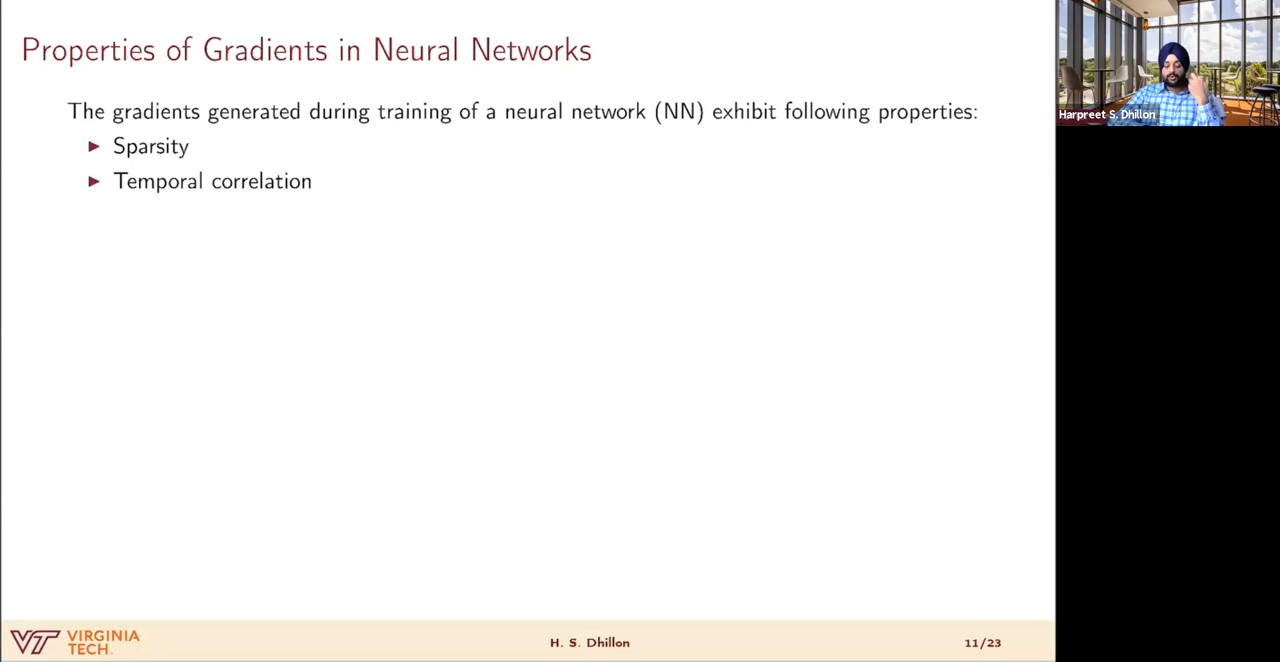 Properties of Gradients in Neural Networks
The gradients generated during training of a neural network (NN) exhibit following properties:
Sparsity
Temporal correlation
Harpreet S. Dhillon
VT VIRGINIA
TECH.
H. S. Dhillon
11/23